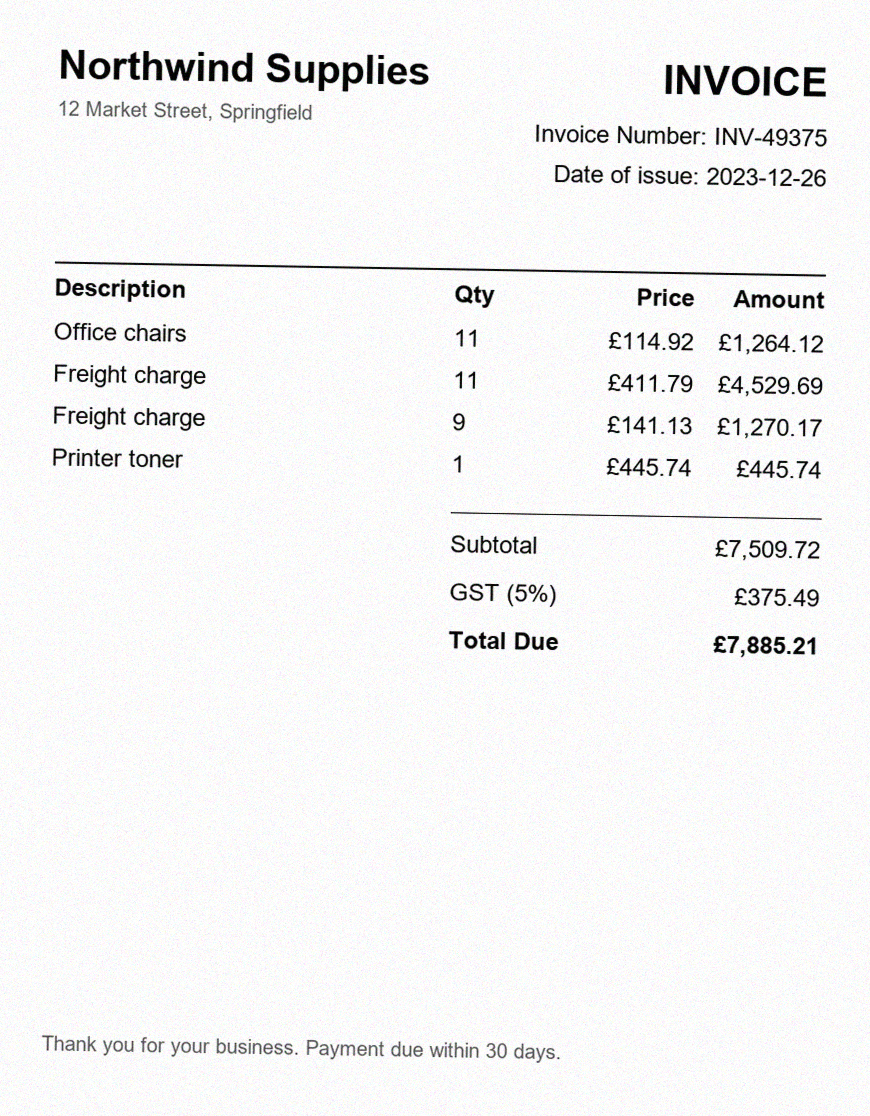 Northwind Supplies
12 Market Street, Springfield
INVOICE
Invoice Number: INV-49375
Date of issue: 2023-12-26
Description Qty Price Amount
Office chairs 11 £114.92 £1,264.12
Freight charge 11 £411.79 £4,529.69
Freight charge 9 £141.13 £1,270.17
Printer toner 1 £445.74 £445.74
Subtotal £7,509.72
GST (5%) £375.49
Total Due £7,885.21
Thank you for your business. Payment due within 30 days.